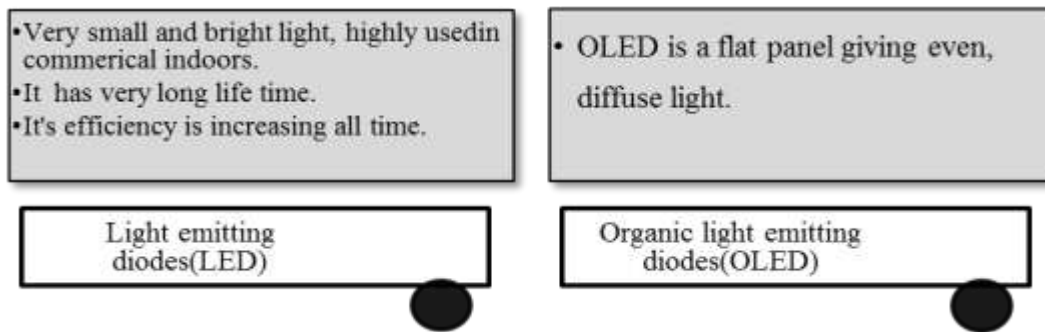 •Very small and bright light, highly usedin
commerical indoors.
•It has very long life time.
•It's efficiency is increasing all time.
• OLED is a flat panel giving even,
diffuse light.
Light emitting
diodes(LED)
Organic light emitting
diodes(OLED)